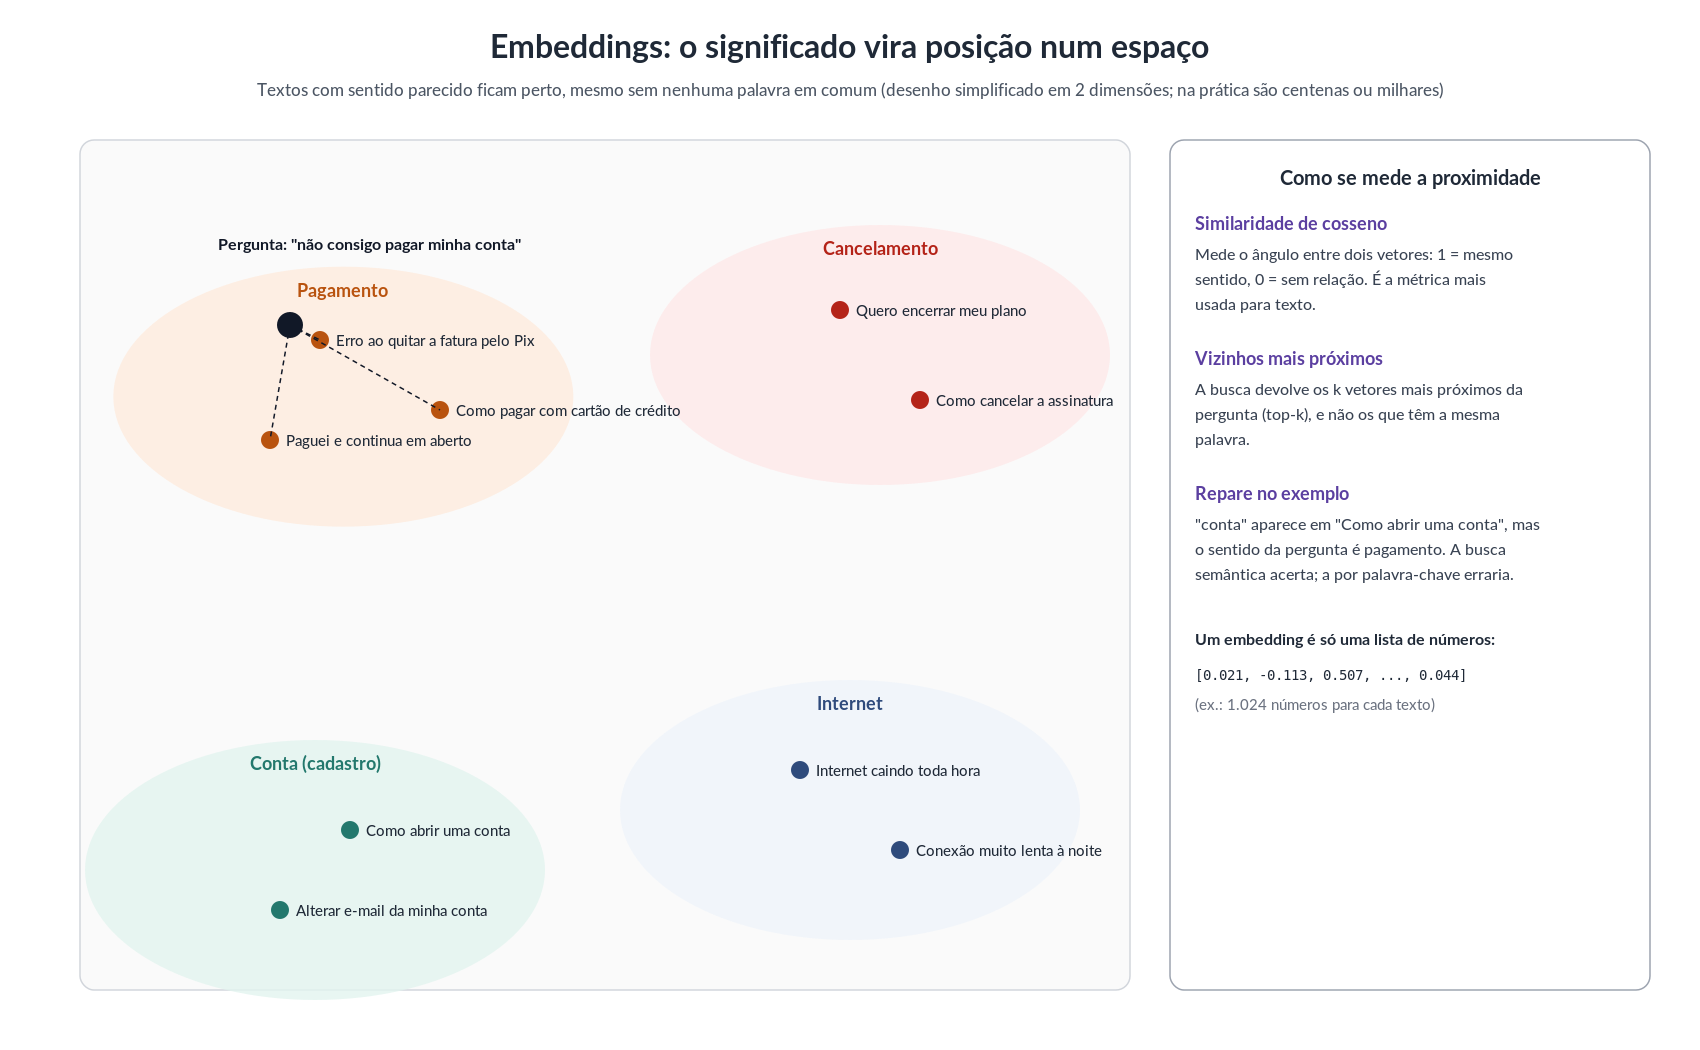 Embeddings: o significado vira posição num espaço
Textos com sentido parecido ficam perto, mesmo sem nenhuma palavra em comum (desenho simplificado em 2 dimensões; na prática são centenas ou milhares)
Pergunta: "não consigo pagar minha conta"
Pagamento
Erro ao quitar a fatura pelo Pix
Como pagar com cartão de crédito
Paguei e continua em aberto
Cancelamento
Quero encerrar meu plano
Como cancelar a assinatura
Conta (cadastro)
Como abrir uma conta
Alterar e-mail da minha conta
Internet
Internet caindo toda hora
Conexão muito lenta à noite
Como se mede a proximidade
Similaridade de cosseno
Mede o ângulo entre dois vetores: 1 = mesmo
sentido, 0 = sem relação. É a métrica mais
usada para texto.
Vizinhos mais próximos
A busca devolve os k vetores mais próximos da
pergunta (top-k), e não os que têm a mesma
palavra.
Repare no exemplo
"conta" aparece em "Como abrir uma conta", mas
o sentido da pergunta é pagamento. A busca
semântica acerta; a por palavra-chave erraria.
Um embedding é só uma lista de números:
[0.021, -0.113, 0.507, ..., 0.044]
(ex.: 1.024 números para cada texto)